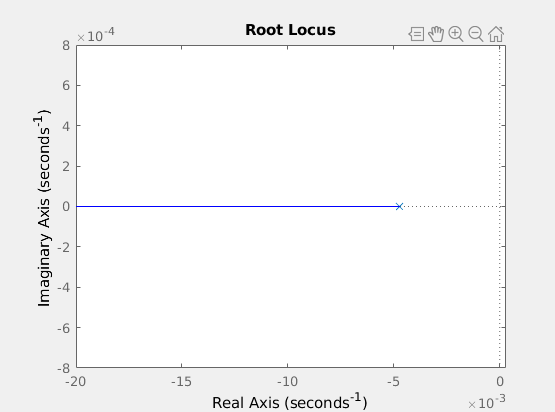 Root Locus
×10⁻⁴
8
6
4
2
0
-2
-4
-6
-8
Imaginary Axis (seconds⁻¹)
-20 -15 -10 -5 0
Real Axis (seconds⁻¹)
×10⁻³